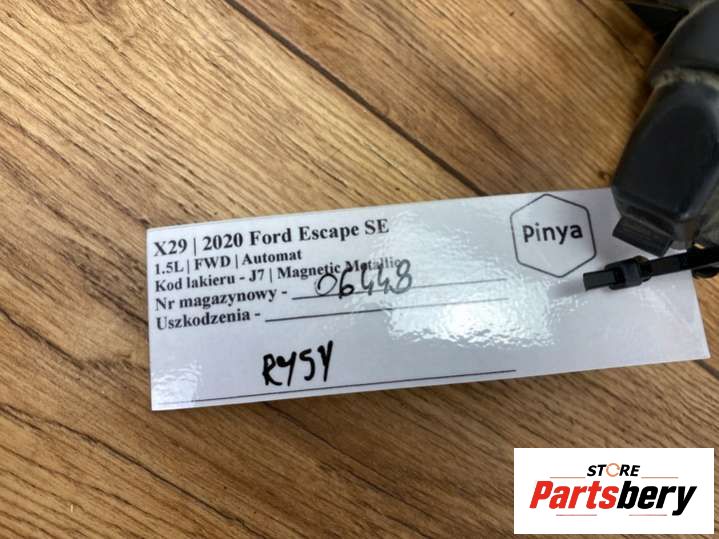 X29 | 2020 Ford Escape SE
1.5L | FWD | Automat
Kod lakieru - J7 | Magnetic Metallic
Nr magazynowy - 06448
Uszkodzenia -
RYSY
Pinya
STORE
Partsbery